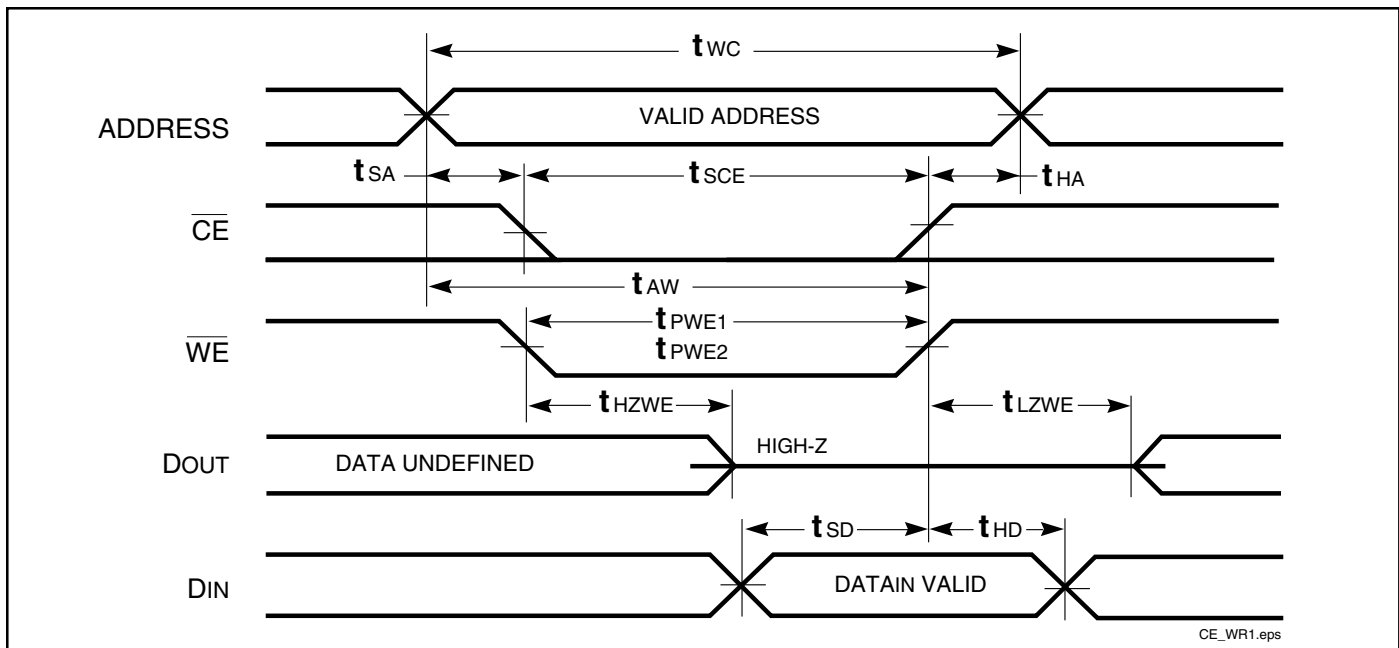 tWC
ADDRESS
VALID ADDRESS
tSA
tSCE
tHA
CE
tAW
tPWE1
WE
tPWE2
tHZWE
tLZWE
DOUT
DATA UNDEFINED
HIGH-Z
tSD
tHD
DIN
DATAIN VALID
CE_WR1.eps